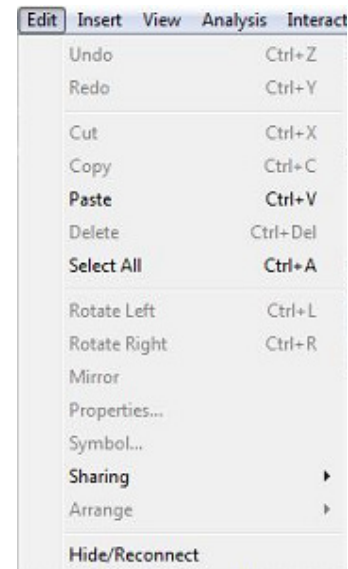 Edit Insert View Analysis Interact
Undo Ctrl+Z
Redo Ctrl+Y
Cut Ctrl+X
Copy Ctrl+C
Paste Ctrl+V
Delete Ctrl+Del
Select All Ctrl+A
Rotate Left Ctrl+L
Rotate Right Ctrl+R
Mirror
Properties...
Symbol...
Sharing
Arrange
Hide/Reconnect